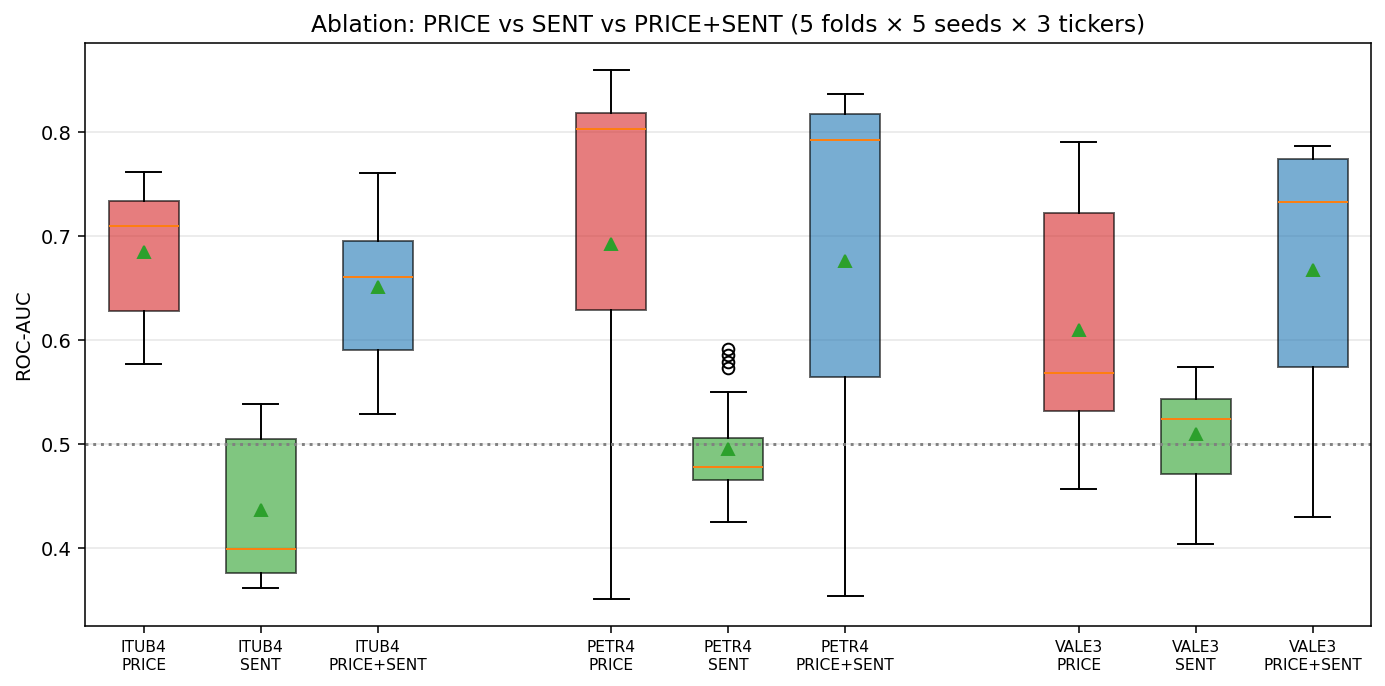 Ablation: PRICE vs SENT vs PRICE+SENT (5 folds × 5 seeds × 3 tickers)
ROC-AUC
0.8
0.7
0.6
0.5
0.4
ITUB4
PRICE
ITUB4
SENT
ITUB4
PRICE+SENT
PETR4
PRICE
PETR4
SENT
PETR4
PRICE+SENT
VALE3
PRICE
VALE3
SENT
VALE3
PRICE+SENT